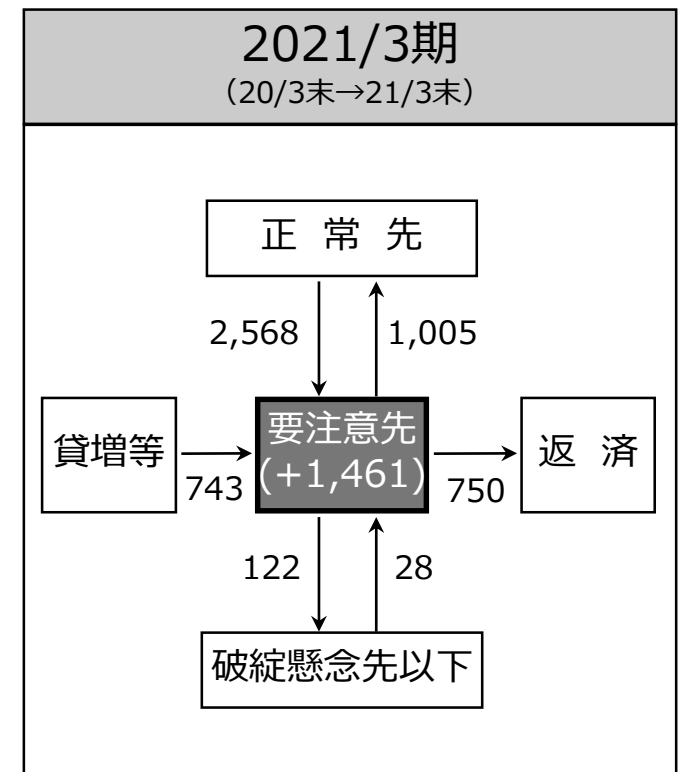 2021/3期
（20/3末→21/3末）
正 常 先
2,568
1,005
貸増等
743
要注意先
(+1,461)
750
返 済
122
28
破綻懸念先以下